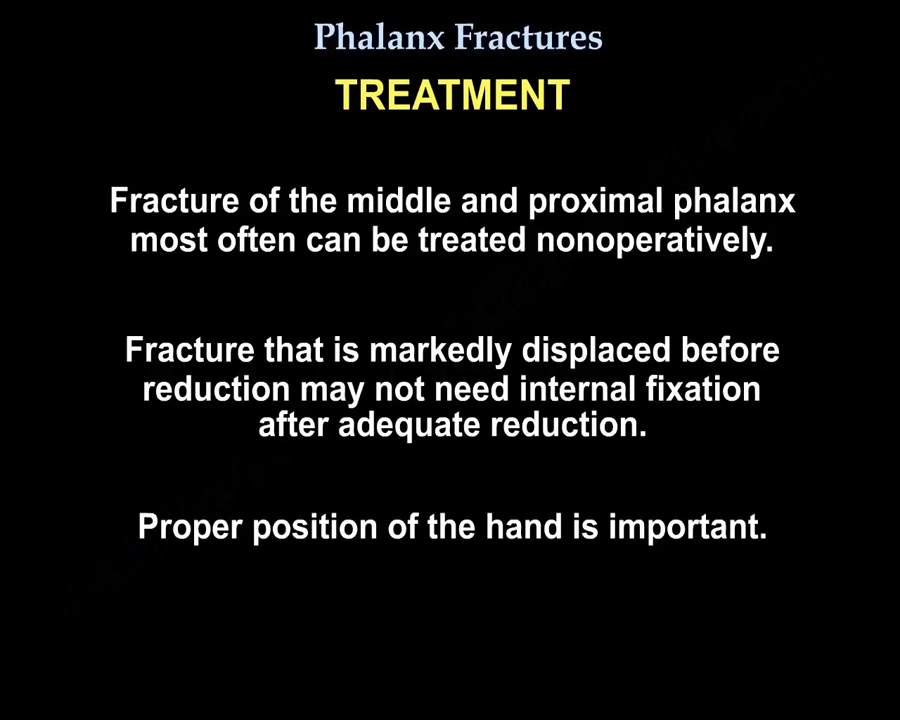 Phalanx Fractures
TREATMENT
Fracture of the middle and proximal phalanx
most often can be treated nonoperatively.
Fracture that is markedly displaced before
reduction may not need internal fixation
after adequate reduction.
Proper position of the hand is important.